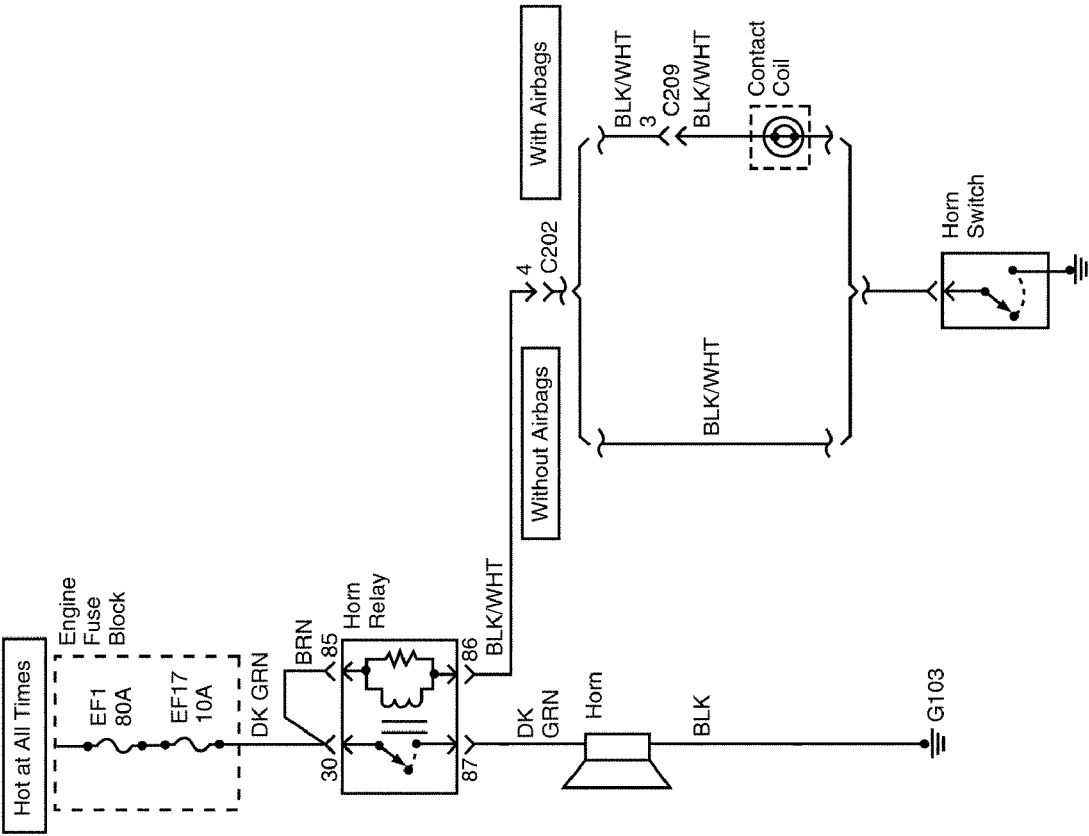 Hot at All Times
Engine
Fuse
Block
EF1
80A
EF17
10A
DK GRN
BRN
30
85
Horn
Relay
87
86
DK
GRN
BLK/WHT
Horn
BLK
G103
Without Airbags
With Airbags
4
C202
BLK/WHT
BLK/WHT
3
C209
BLK/WHT
Contact
Coil
Horn
Switch